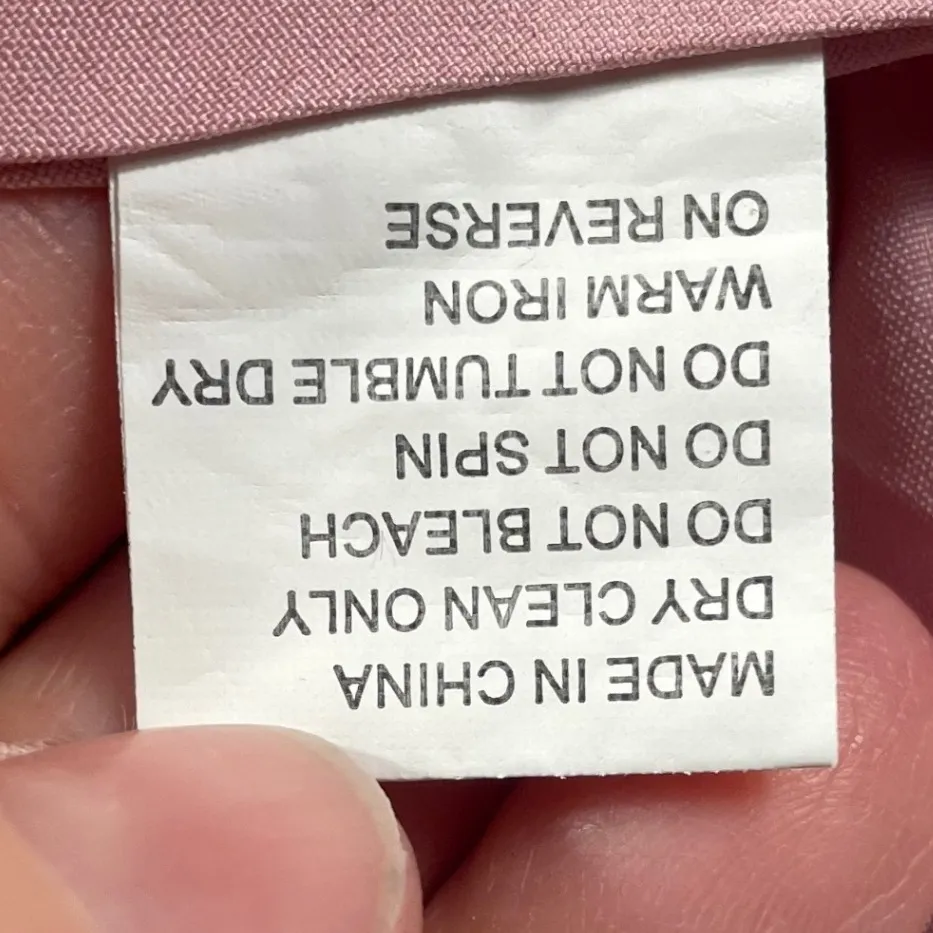 MADE IN CHINA
DRY CLEAN ONLY
DO NOT BLEACH
DO NOT SPIN
DO NOT TUMBLE DRY
WARM IRON
ON REVERSE